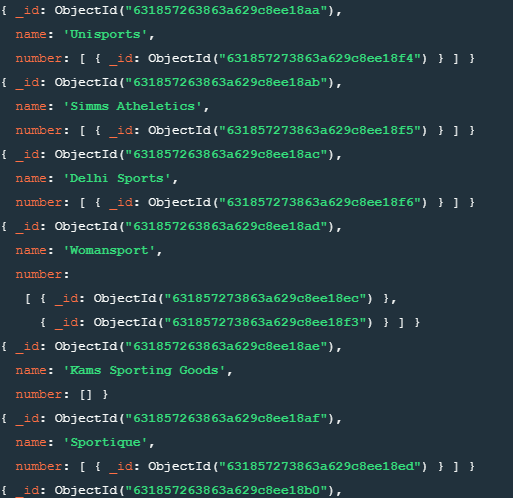 { _id: ObjectId("631857263863a629c8ee18aa"),
name: 'Unisports',
number: [ { _id: ObjectId("631857263863a629c8ee18f4") } ] }
{ _id: ObjectId("631857263863a629c8ee18ab"),
name: 'Simms Atheletics',
number: [ { _id: ObjectId("631857273863a629c8ee18f5") } ] }
{ _id: ObjectId("631857263863a629c8ee18ac"),
name: 'Delhi Sports',
number: [ { _id: ObjectId("631857273863a629c8ee18f6") } ] }
{ _id: ObjectId("631857263863a629c8ee18ad"),
name: 'Womansport',
number:
[ { _id: ObjectId("631857273863a629c8ee18ec") },
{ _id: ObjectId("631857273863a629c8ee18f3") } ] }
{ _id: ObjectId("631857263863a629c8ee18ae"),
name: 'Kams Sporting Goods',
number: [] }
{ _id: ObjectId("631857263863a629c8ee18af"),
name: 'Sportique',
number: [ { _id: ObjectId("631857273863a629c8ee18ed") } ] }
{ _id: ObjectId("631857263863a629c8ee18b0"),